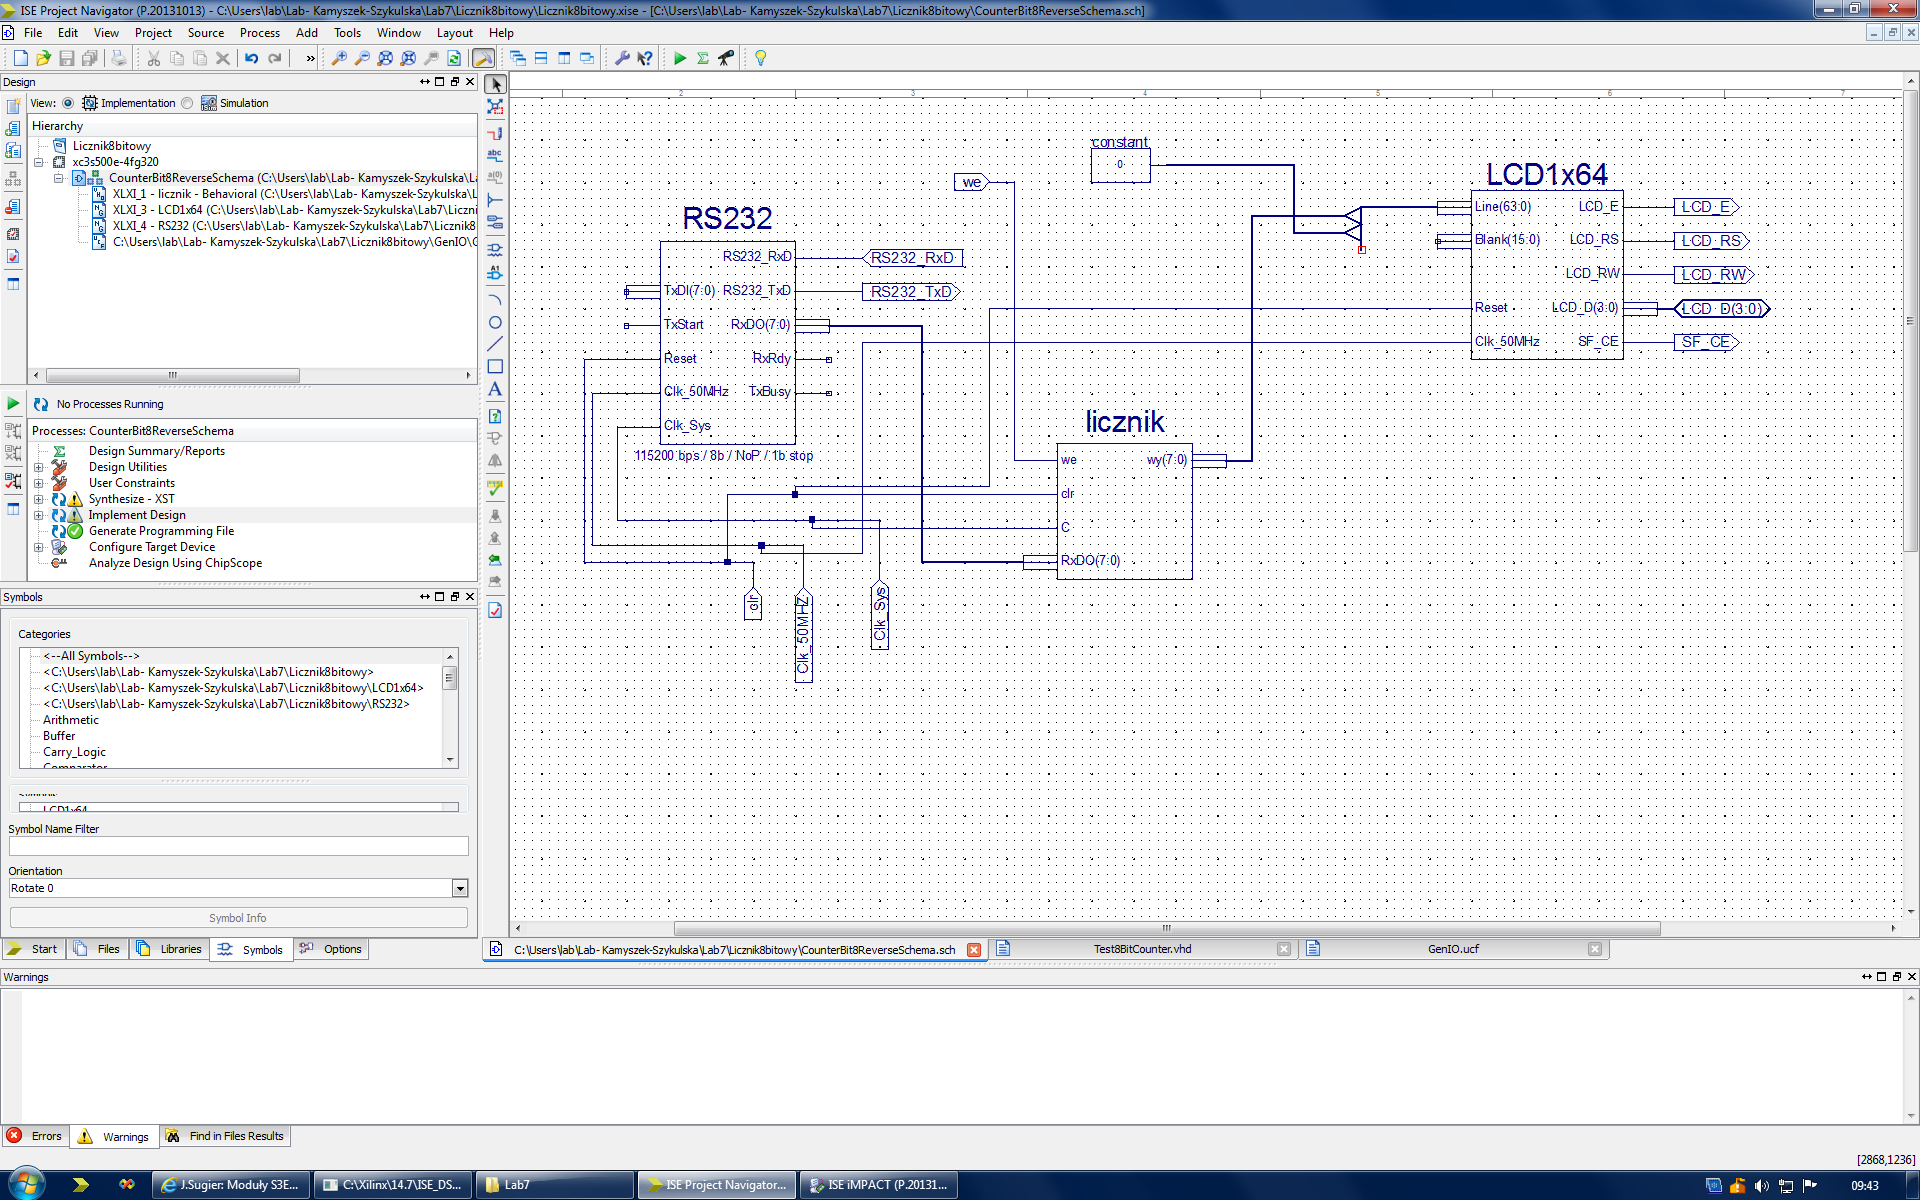 ISE Project Navigator (P.20131013) - C:\Users\lab\Lab- Kamyszek-Szykulska\Lab7\Licznik8bitowy\Licznik8bitowy.xise - [C:\Users\lab\Lab- Kamyszek-Szykulska\Lab7\Licznik8bitowy\CounterBit8ReverseSchema.sch]
File Edit View Project Source Process Add Tools Window Layout Help
Design
View: Implementation Simulation
Hierarchy
Licznik8bitowy
xc3s500e-4fg320
CounterBit8ReverseSchema (C:\Users\lab\Lab- Kamyszek-Szykulska\La
XLXI_1 - licznik - Behavioral (C:\Users\lab\Lab- Kamyszek-Szykulska\L
XLXI_3 - LCD1x64 (C:\Users\lab\Lab- Kamyszek-Szykulska\Lab7\Liczni
XLXI_4 - RS232 (C:\Users\lab\Lab- Kamyszek-Szykulska\Lab7\Licznik8
C:\Users\lab\Lab- Kamyszek-Szykulska\Lab7\Licznik8bitowy\GenIO\G
No Processes Running
Processes: CounterBit8ReverseSchema
Design Summary/Reports
Design Utilities
User Constraints
Synthesize - XST
Implement Design
Generate Programming File
Configure Target Device
Analyze Design Using ChipScope
Symbols
Categories
<--All Symbols-->
<C:\Users\lab\Lab- Kamyszek-Szykulska\Lab7\Licznik8bitowy>
<C:\Users\lab\Lab- Kamyszek-Szykulska\Lab7\Licznik8bitowy\LCD1x64>
<C:\Users\lab\Lab- Kamyszek-Szykulska\Lab7\Licznik8bitowy\RS232>
Arithmetic
Buffer
Carry_Logic
Comparator
Symbols
LCD1x64
Symbol Name Filter
Orientation
Rotate 0
Symbol Info
Start Files Libraries Symbols Options
2 3 4 5 6 7
constant
0
we
RS232
RS232_RxD
TxDI(7:0) RS232_TxD
TxStart RxDO(7:0)
Reset RxRdy
Clk_50MHz TxBusy
Clk_Sys
115200 bps / 8b / NoP / 1b stop
RS232_RxD
RS232_TxD
LCD1x64
Line(63:0) LCD_E
Blank(15:0) LCD_RS
LCD_RW
Reset LCD_D(3:0)
Clk_50MHz SF_CE
LCD_E
LCD_RS
LCD_RW
LCD_D(3:0)
SF_CE
licznik
we wy(7:0)
clr
C
RxDO(7:0)
clr
Clk_50MHZ
Clk_Sys
C:\Users\lab\Lab- Kamyszek-Szykulska\Lab7\Licznik8bitowy\CounterBit8ReverseSchema.sch
Test8BitCounter.vhd
GenIO.ucf
Warnings
Errors Warnings Find in Files Results
[2868,1236]
J.Sugier: Moduły S3E...
C:\Xilinx\14.7\ISE_DS...
Lab7
ISE Project Navigator...
ISE iMPACT (P.20131...
09:43